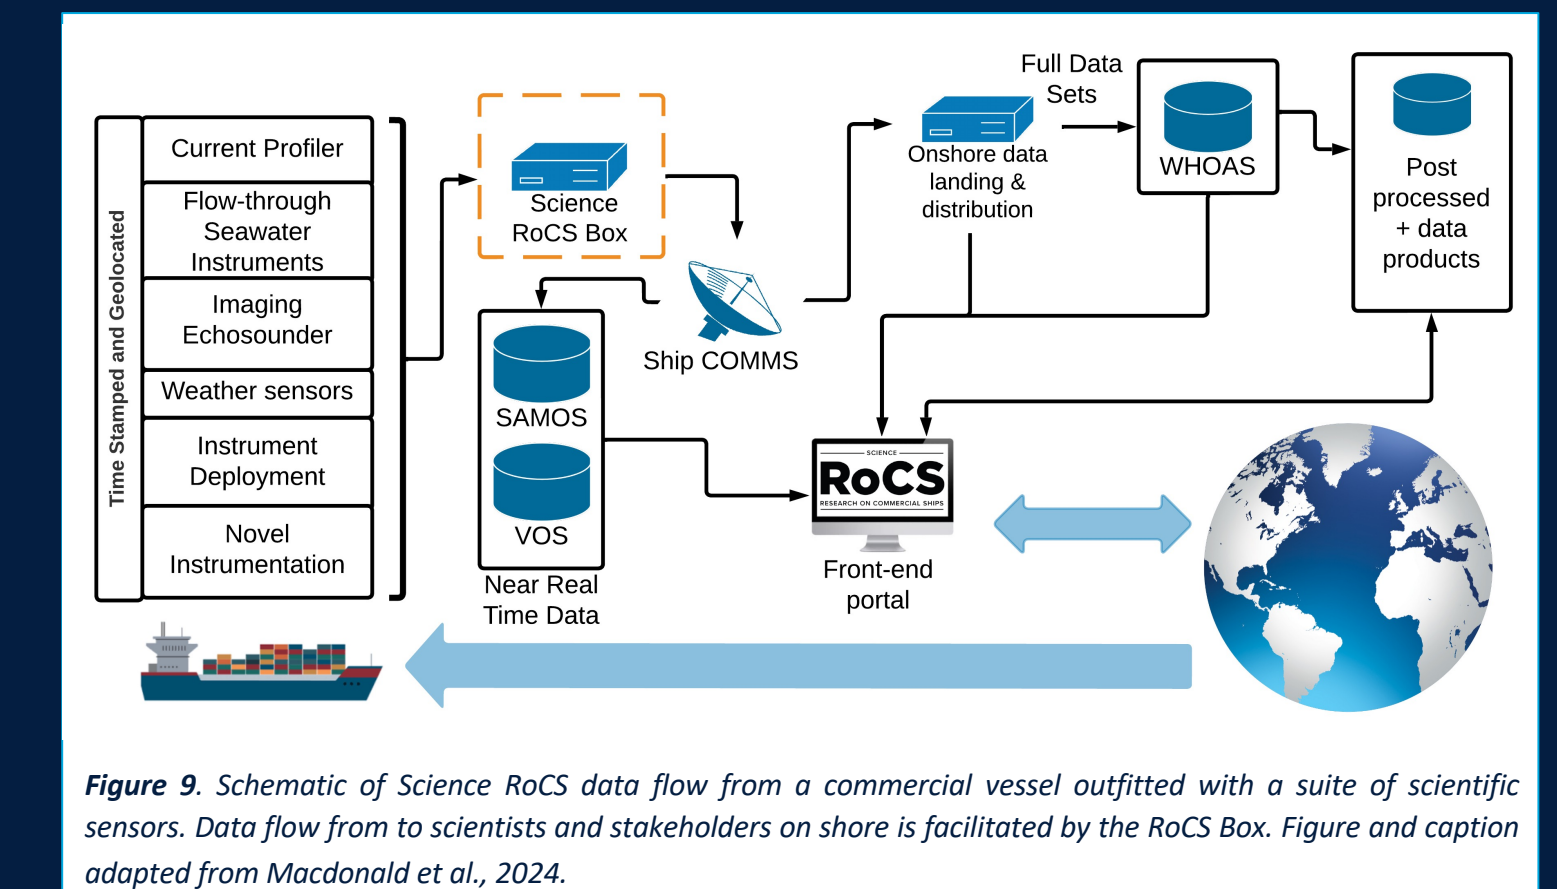 Time Stamped and Geolocated
Current Profiler
Flow-through
Seawater
Instruments
Imaging
Echosounder
Weather sensors
Instrument
Deployment
Novel
Instrumentation
Science
RoCS Box
Ship COMMS
SAMOS
VOS
Near Real
Time Data
Onshore data
landing &
distribution
Full Data
Sets
WHOAS
Post
processed
+ data
products
SCIENCE
RoCS
RESEARCH ON COMMERCIAL SHIPS
Front-end
portal
Figure 9. Schematic of Science RoCS data flow from a commercial vessel outfitted with a suite of scientific
sensors. Data flow from to scientists and stakeholders on shore is facilitated by the RoCS Box. Figure and caption
adapted from Macdonald et al., 2024.